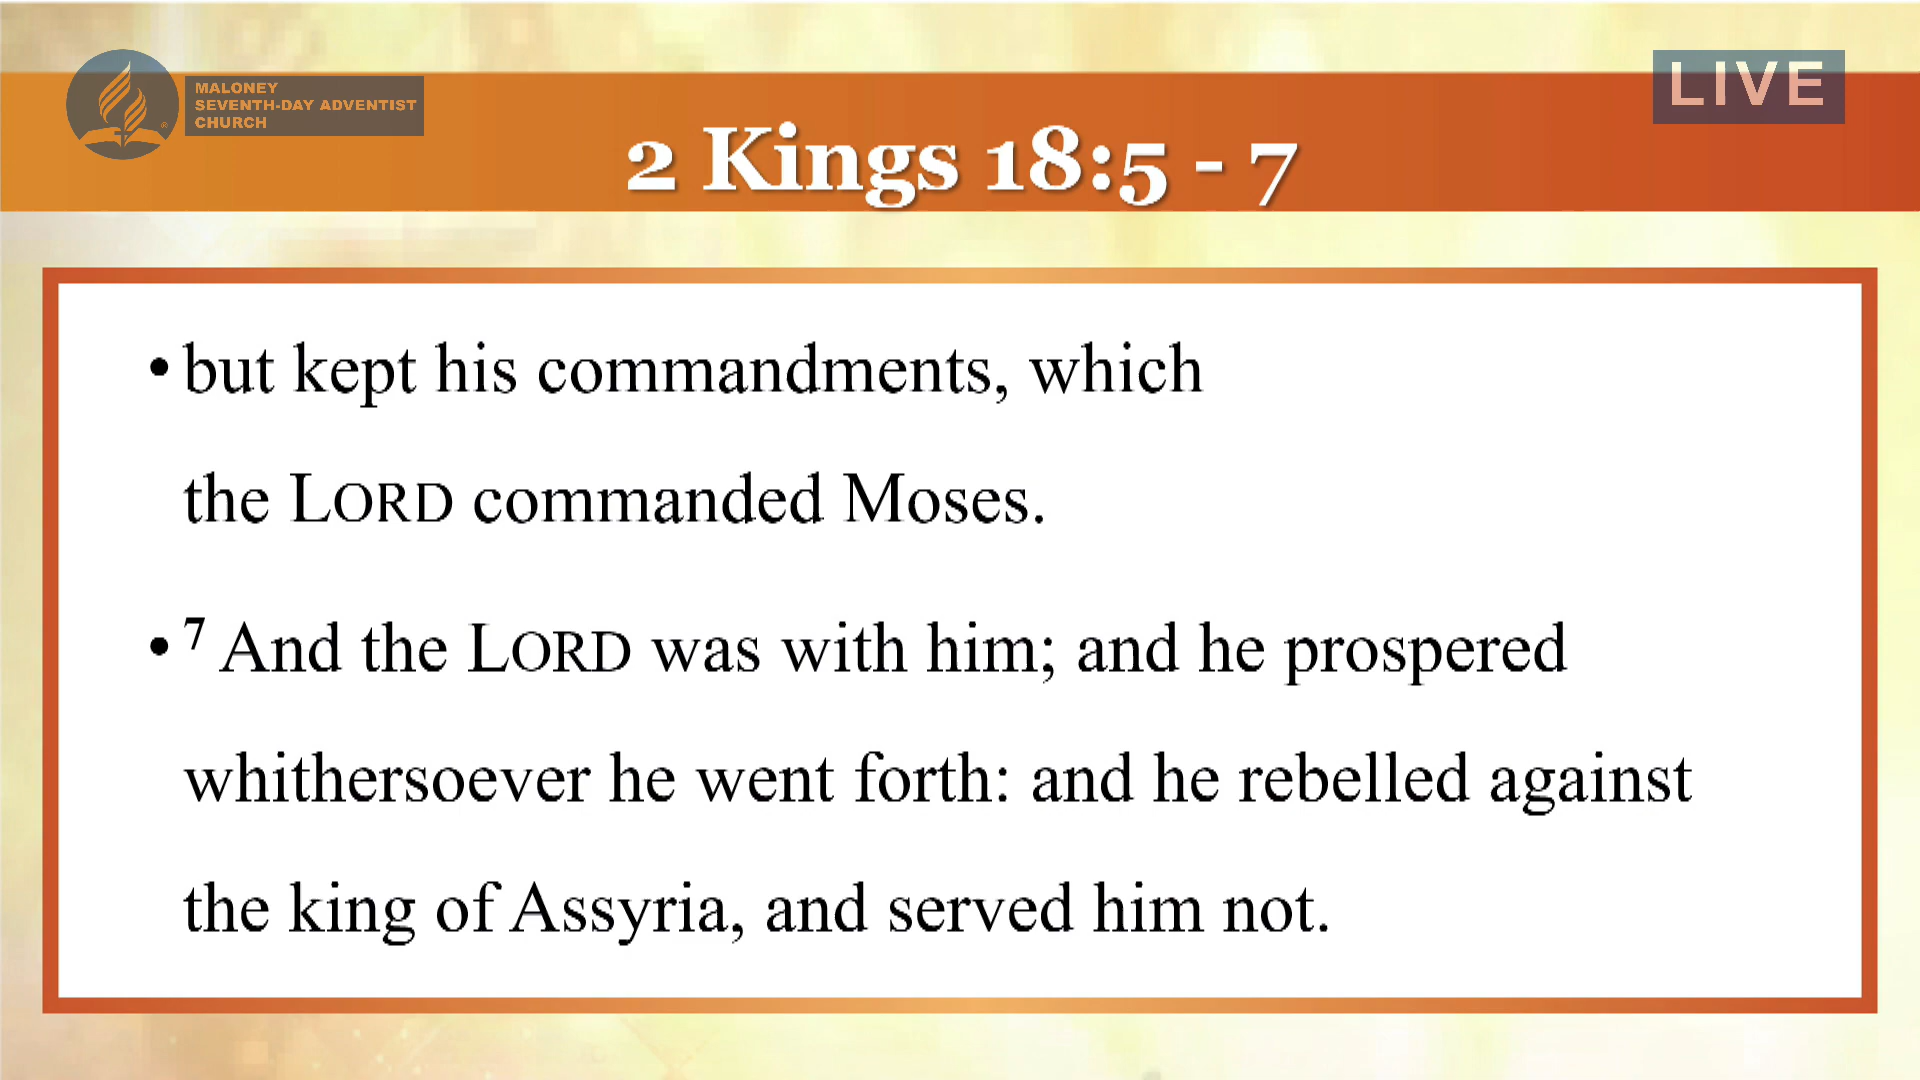 MALONEY
SEVENTH-DAY ADVENTIST
CHURCH
LIVE
2 Kings 18:5 - 7
• but kept his commandments, which
the LORD commanded Moses.
• 7 And the LORD was with him; and he prospered
whithersoever he went forth: and he rebelled against
the king of Assyria, and served him not.